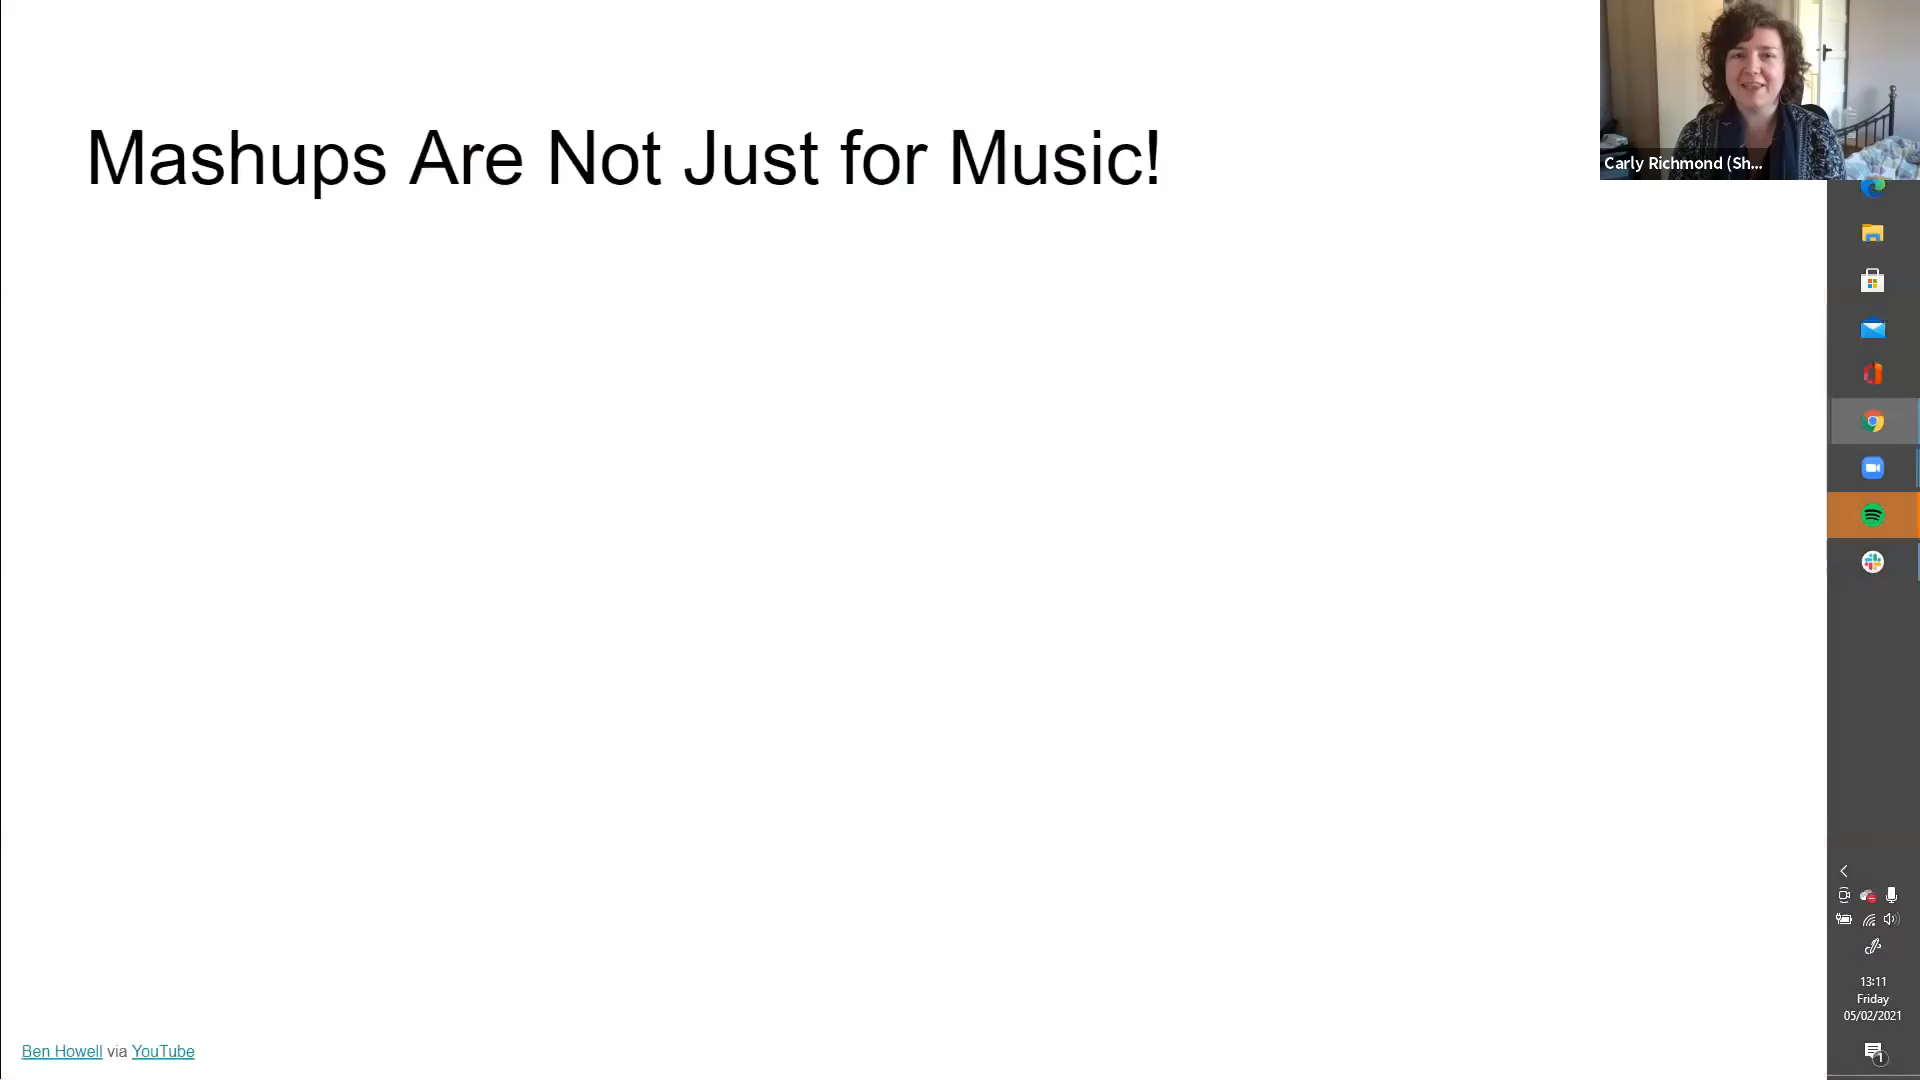 Mashups Are Not Just for Music!
Carly Richmond (Sh...
13:11
Friday
05/02/2021
1
Ben Howell via YouTube